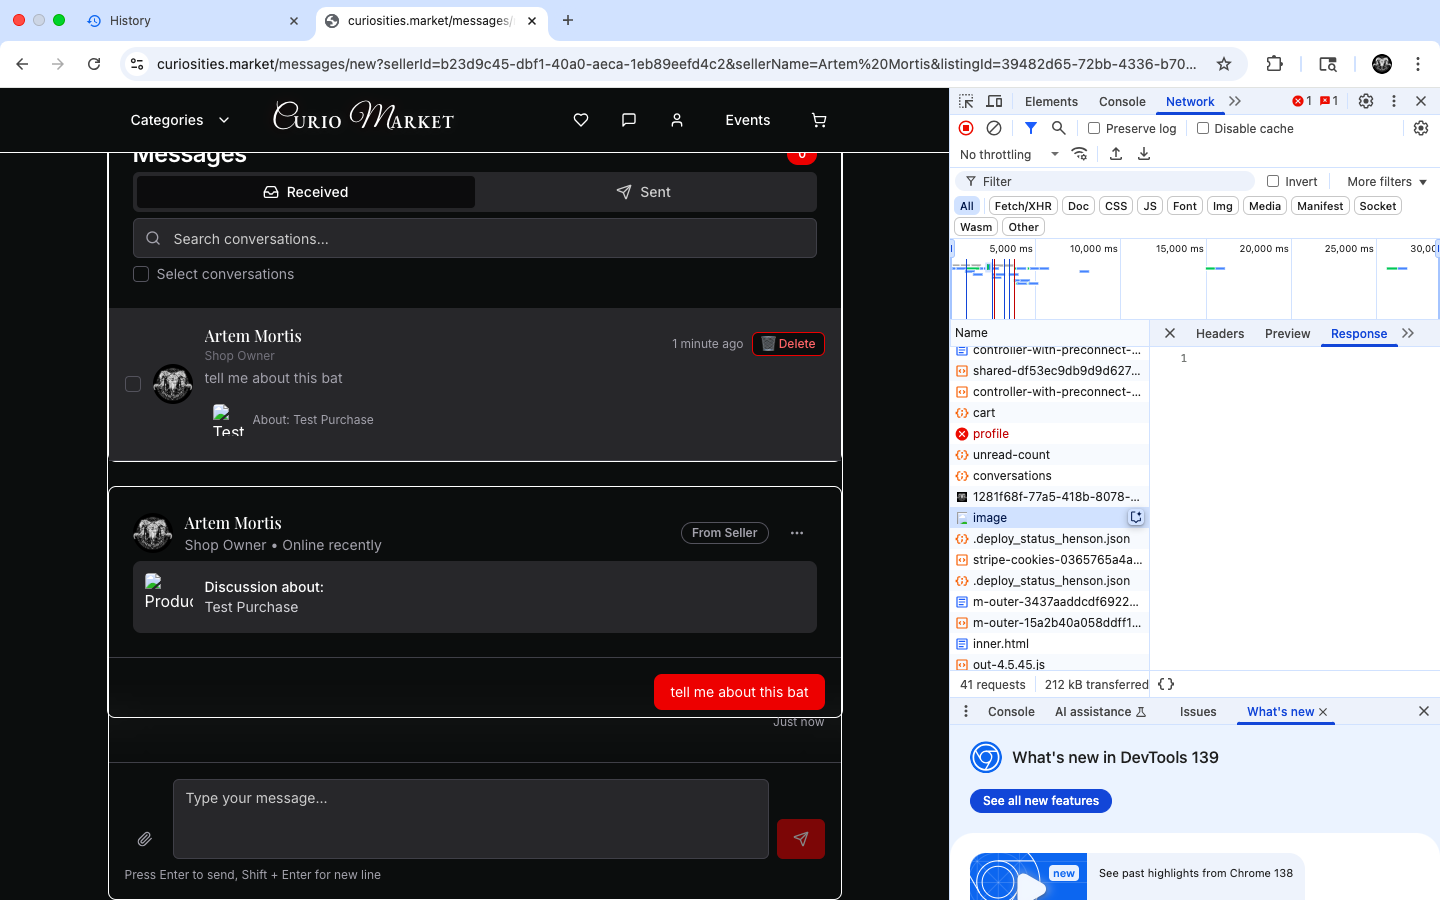 History
curiosities.market/messages/
curiosities.market/messages/new?sellerId=b23d9c45-dbf1-40a0-aeca-1eb89eefd4c2&sellerName=Artem%20Mortis&listingId=39482d65-72bb-4336-b70...
Categories
Curio Market
Events
Messages
0
Received
Sent
Search conversations...
Select conversations
Artem Mortis
Shop Owner
1 minute ago
Delete
tell me about this bat
Test
About: Test Purchase
Artem Mortis
Shop Owner • Online recently
From Seller
Produc
Discussion about:
Test Purchase
tell me about this bat
Just now
Type your message...
Press Enter to send, Shift + Enter for new line
Elements
Console
Network
1
1
Preserve log
Disable cache
No throttling
Filter
Invert
More filters
All
Fetch/XHR
Doc
CSS
JS
Font
Img
Media
Manifest
Socket
Wasm
Other
5,000 ms
10,000 ms
15,000 ms
20,000 ms
25,000 ms
30,00
Name
Headers
Preview
Response
controller-with-preconnect-...
shared-df53ec9db9d9d627...
controller-with-preconnect-...
cart
profile
unread-count
conversations
1281f68f-77a5-418b-8078-...
image
.deploy_status_henson.json
stripe-cookies-0365765a4a...
.deploy_status_henson.json
m-outer-3437aaddcdf6922...
m-outer-15a2b40a058ddff1...
inner.html
out-4.5.45.js
1
41 requests
212 kB transferred
{}
Console
AI assistance
Issues
What's new
What's new in DevTools 139
See all new features
new
See past highlights from Chrome 138